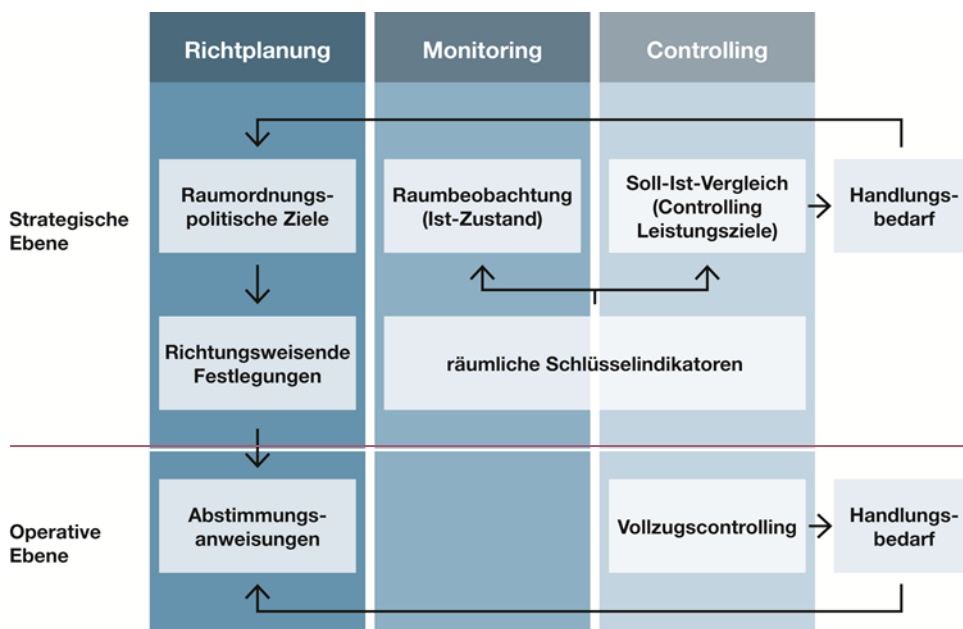 Richtplanung
Monitoring
Controlling
Strategische
Ebene
Raumordnungs-
politische Ziele
Raumbeobachtung
(Ist-Zustand)
Soll-Ist-Vergleich
(Controlling
Leistungsziele)
Handlungs-
bedarf
Richtungsweisende
Festlegungen
räumliche Schlüsselindikatoren
Operative
Ebene
Abstimmungs-
anweisungen
Vollzugscontrolling
Handlungs-
bedarf